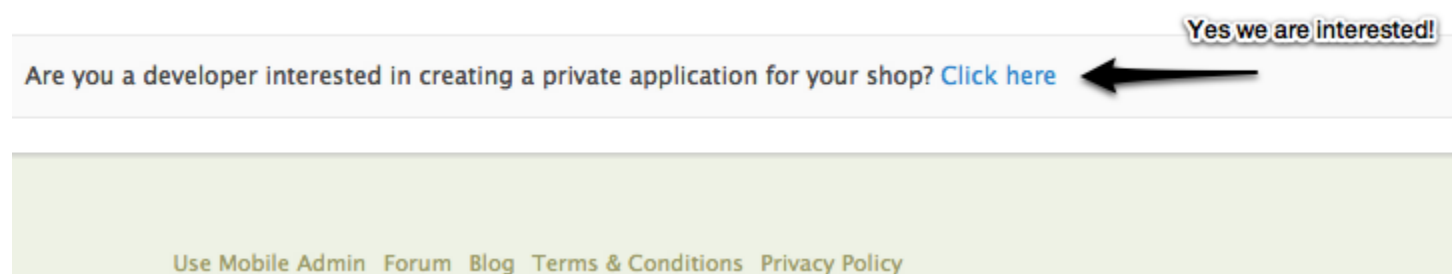 Yes we are interested!
Are you a developer interested in creating a private application for your shop? Click here
Use Mobile Admin Forum Blog Terms & Conditions Privacy Policy